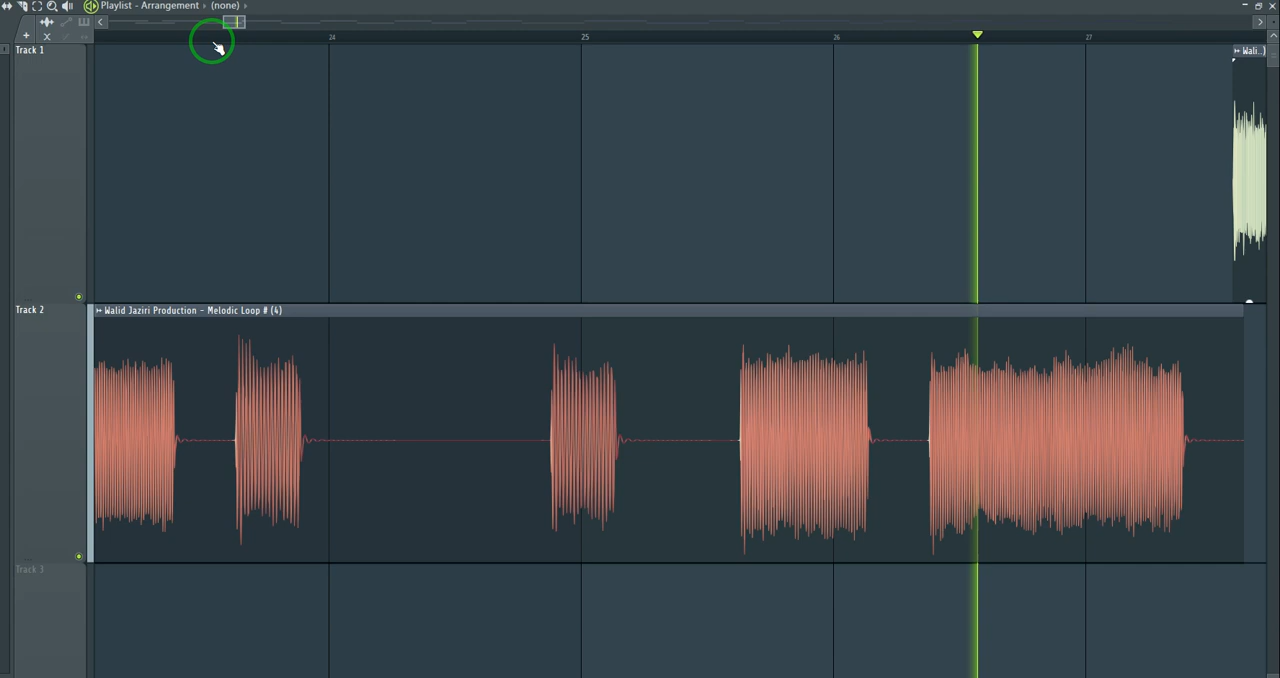 Playlist - Arrangement ▸ (none) ▸
24 25 26 27
Track 1
Wali..)
Track 2
Walid Jaziri Production - Melodic Loop # (4)
Track 3